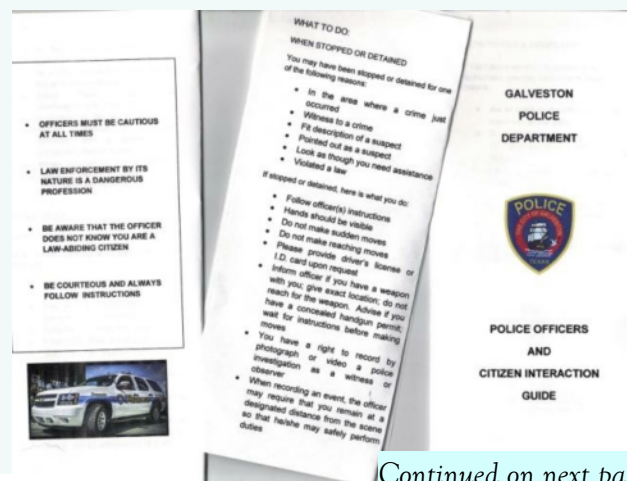 • OFFICERS MUST BE CAUTIOUS
AT ALL TIMES
• LAW ENFORCEMENT BY ITS
NATURE IS A DANGEROUS
PROFESSION
• BE AWARE THAT THE OFFICER
DOES NOT KNOW YOU ARE A
LAW-ABIDING CITIZEN
• BE COURTEOUS AND ALWAYS
FOLLOW INSTRUCTIONS
WHAT TO DO:
WHEN STOPPED OR DETAINED
You may have been stopped or detained for one
of the following reasons:
• In the area where a crime just
occurred
• Witness to a crime
• Fit description of a suspect
• Pointed out as a suspect
• Look as though you need assistance
• Violated a law
If stopped or detained, here is what you do:
• Follow officer(s) instructions
• Hands should be visible
• Do not make sudden moves
• Do not make reaching moves
• Please provide driver's license or
I.D. card upon request
• Inform officer if you have a weapon
with you; give exact location; do not
reach for the weapon. Advise if you
have a concealed handgun permit;
wait for instructions before making
moves
• You have a right to record by
photograph or video a police
investigation as a witness or
observer
• When recording an event, the officer
may require that you remain at a
designated distance from the scene
so that he/she may safely perform
duties
GALVESTON
POLICE
DEPARTMENT
POLICE
TEXAS
POLICE OFFICERS
AND
CITIZEN INTERACTION
GUIDE
Continued on next pa